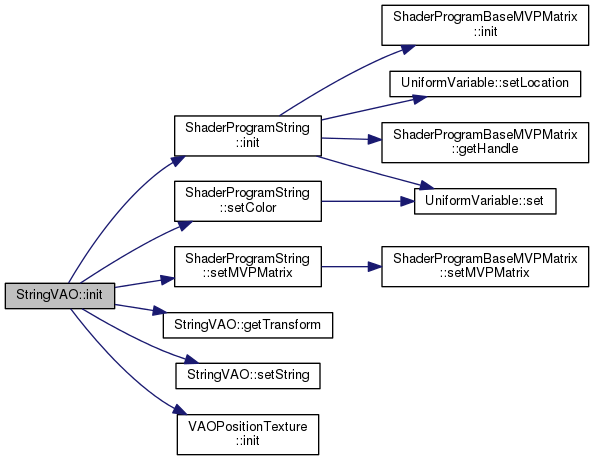 ShaderProgramBaseMVPMatrix
::init
UniformVariable::setLocation
ShaderProgramString
::init
ShaderProgramBaseMVPMatrix
::getHandle
ShaderProgramString
::setColor
UniformVariable::set
ShaderProgramString
::setMVPMatrix
ShaderProgramBaseMVPMatrix
::setMVPMatrix
StringVAO::init
StringVAO::getTransform
StringVAO::setString
VAOPositionTexture
::init